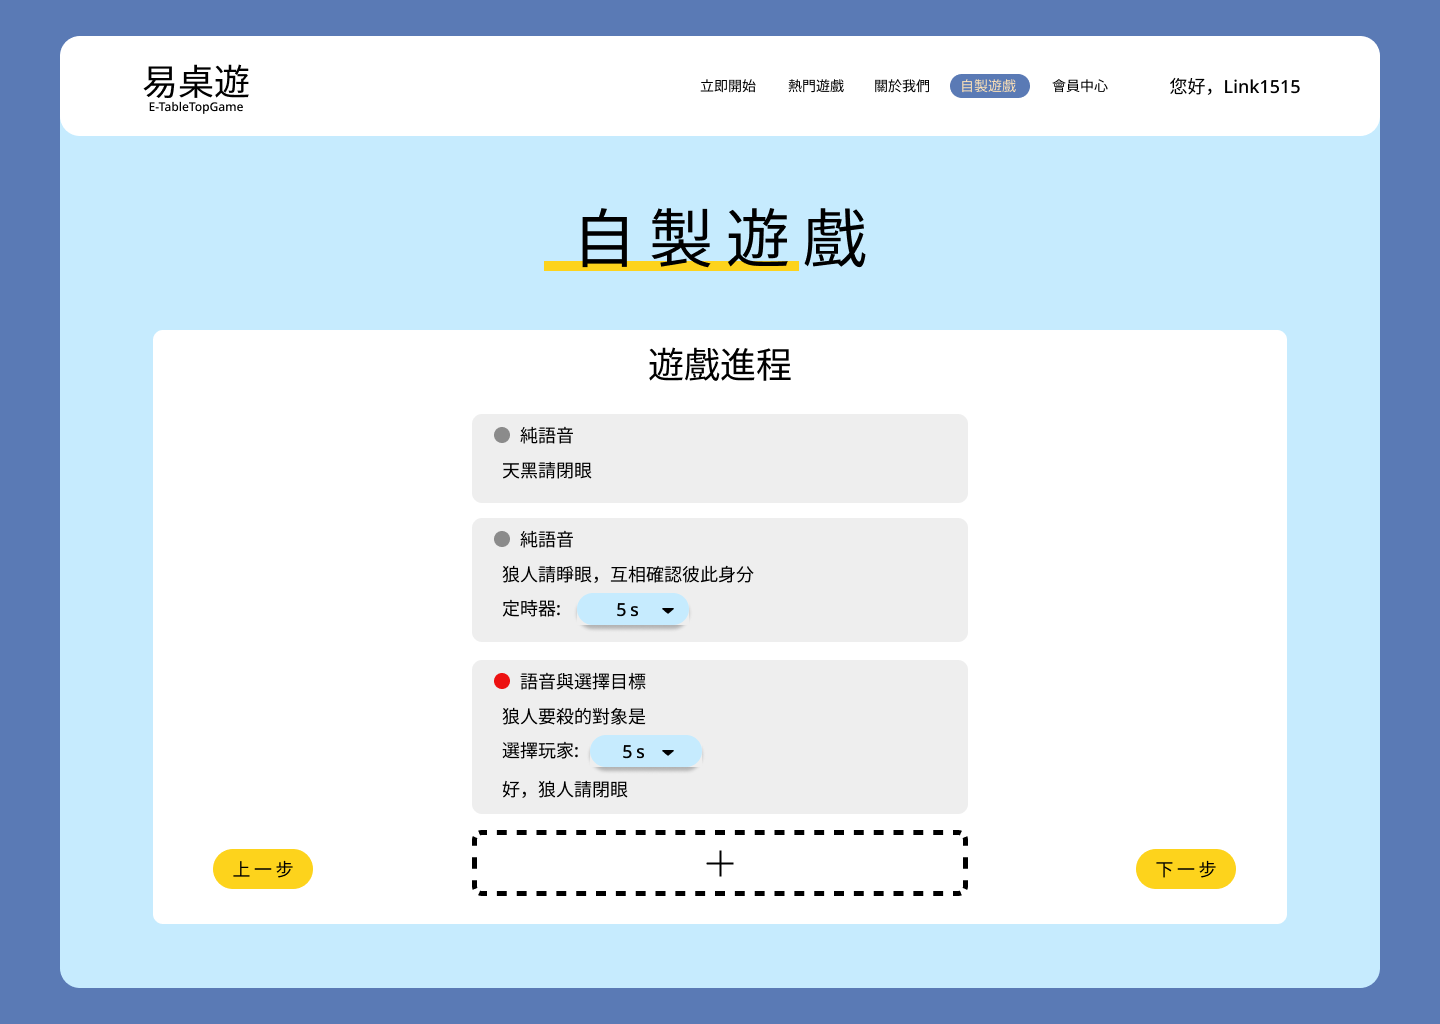 易桌遊
E-TableTopGame
立即開始 熱門遊戲 關於我們 自製遊戲 會員中心 您好，Link1515
自製遊戲
遊戲進程
純語音
天黑請閉眼
純語音
狼人請睜眼，互相確認彼此身分
定時器: 5s
語音與選擇目標
狼人要殺的對象是
選擇玩家: 5s
好，狼人請閉眼
上一步
下一步